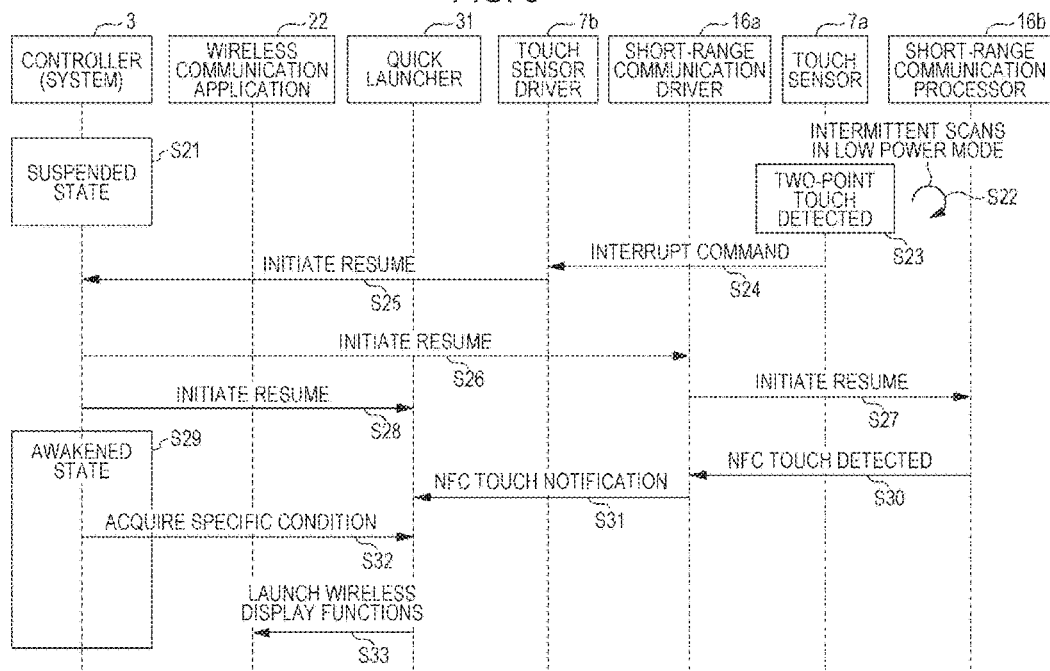 3
CONTROLLER
(SYSTEM)
22
WIRELESS
COMMUNICATION
APPLICATION
31
QUICK
LAUNCHER
7b
TOUCH
SENSOR
DRIVER
16a
SHORT-RANGE
COMMUNICATION
DRIVER
7a
TOUCH
SENSOR
16b
SHORT-RANGE
COMMUNICATION
PROCESSOR
SUSPENDED
STATE
S21
INTERMITTENT SCANS
IN LOW POWER MODE
S22
TWO-POINT
TOUCH
DETECTED
S23
INTERRUPT COMMAND
S24
INITIATE RESUME
S25
INITIATE RESUME
S26
INITIATE RESUME
S27
INITIATE RESUME
S28
AWAKENED
STATE
S29
NFC TOUCH DETECTED
S30
NFC TOUCH NOTIFICATION
S31
ACQUIRE SPECIFIC CONDITION
S32
LAUNCH WIRELESS
DISPLAY FUNCTIONS
S33